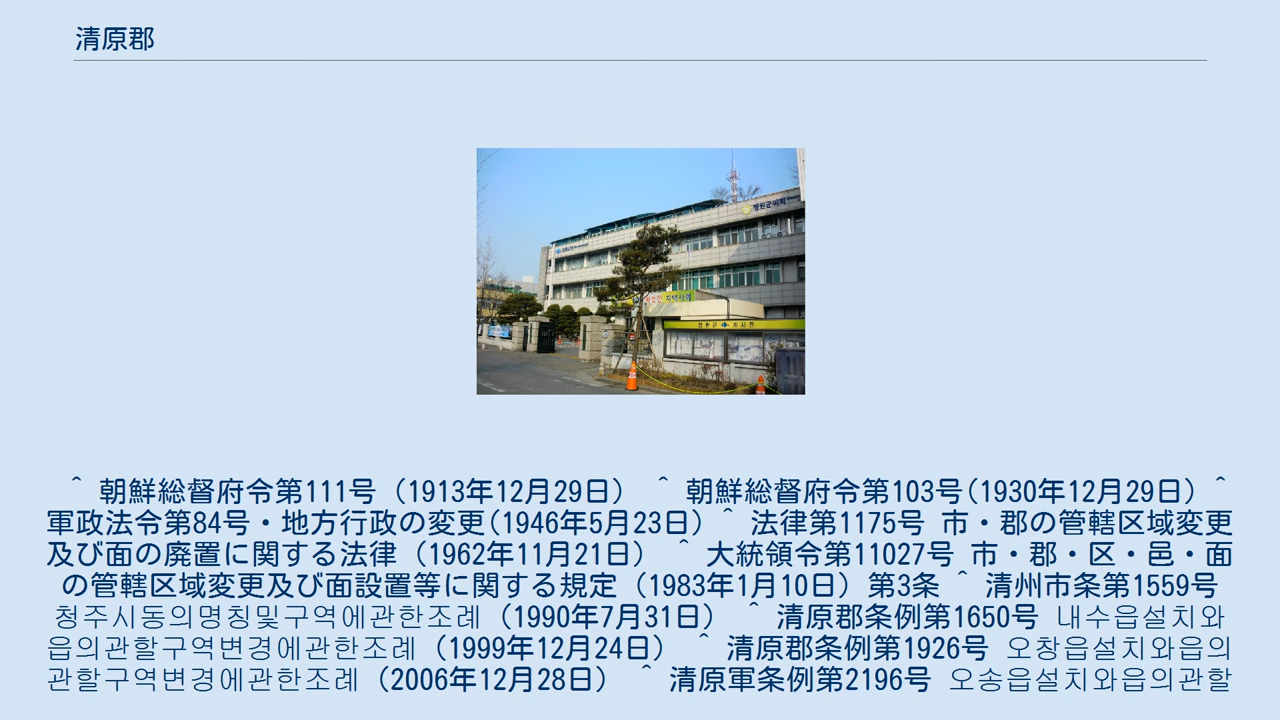 清原郡
청원군의회
^ 朝鮮総督府令第111号 (1913年12月29日) ^ 朝鮮総督府令第103号(1930年12月29日) ^
軍政法令第84号・地方行政の変更(1946年5月23日) ^ 法律第1175号 市・郡の管轄区域変更
及び面の廃置に関する法律 (1962年11月21日) ^ 大統領令第11027号 市・郡・区・邑・面
の管轄区域変更及び面設置等に関する規定 (1983年1月10日) 第3条 ^ 清州市条第1559号
청주시동의명칭및구역에관한조례 (1990年7月31日) ^ 清原郡条例第1650号 내수읍설치와
읍의관할구역변경에관한조례 (1999年12月24日) ^ 清原郡条例第1926号 오창읍설치와읍의
관할구역변경에관한조례 (2006年12月28日) ^ 清原軍条例第2196号 오송읍설치와읍의관할